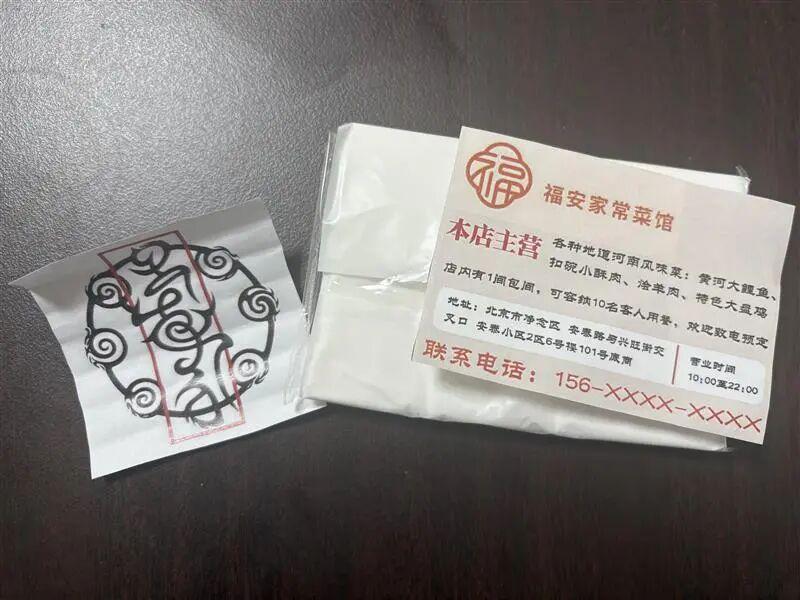 福
福安家常菜馆
本店主营
各种地道河南风味菜：黄河大鲤鱼、
扣碗小酥肉、烩羊肉、特色大盘鸡
店内有1间包间，可容纳10名客人用餐，欢迎致电预定
地址：北京市净念区 安泰路与兴旺街交
叉口 安泰小区2区6号楼101号底商
营业时间
10:00至22:00
联系电话：156-XXXX-XXXX